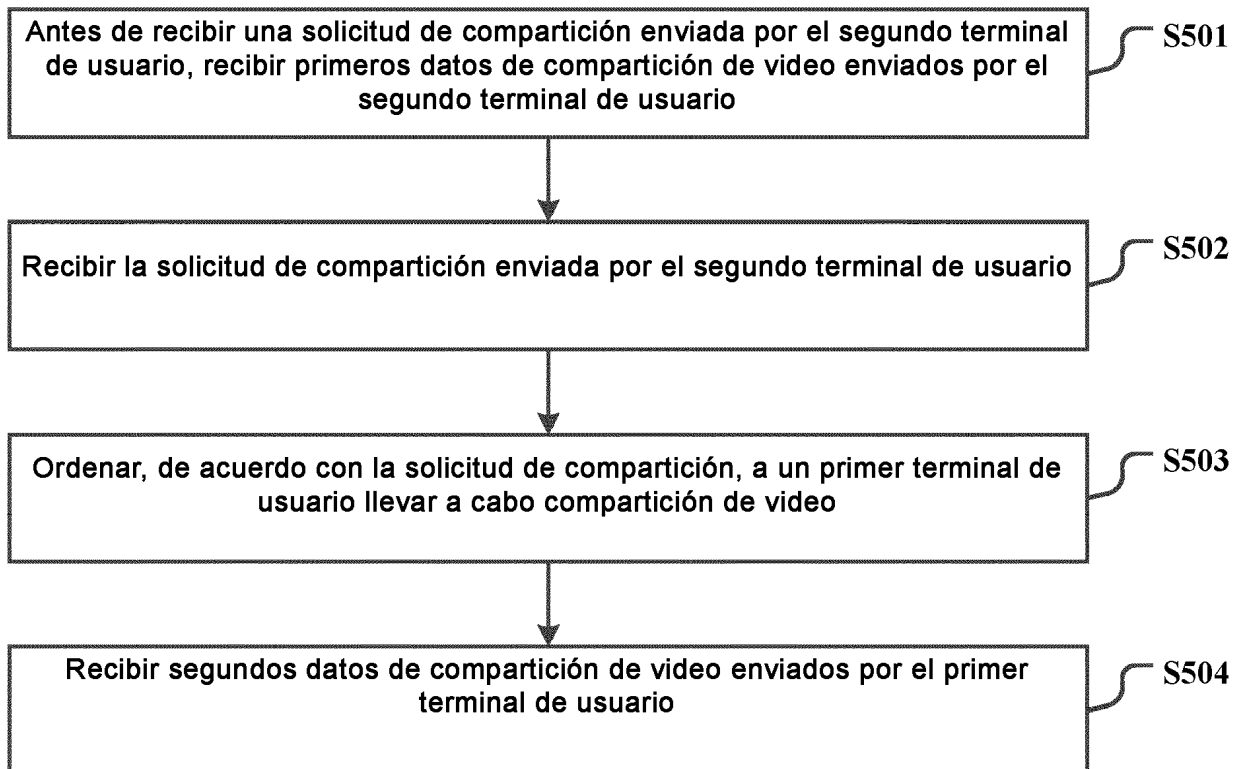 Antes de recibir una solicitud de compartición enviada por el segundo terminal
de usuario, recibir primeros datos de compartición de video enviados por el
segundo terminal de usuario
S501
Recibir la solicitud de compartición enviada por el segundo terminal de usuario
S502
Ordenar, de acuerdo con la solicitud de compartición, a un primer terminal de
usuario llevar a cabo compartición de video
S503
Recibir segundos datos de compartición de video enviados por el primer
terminal de usuario
S504